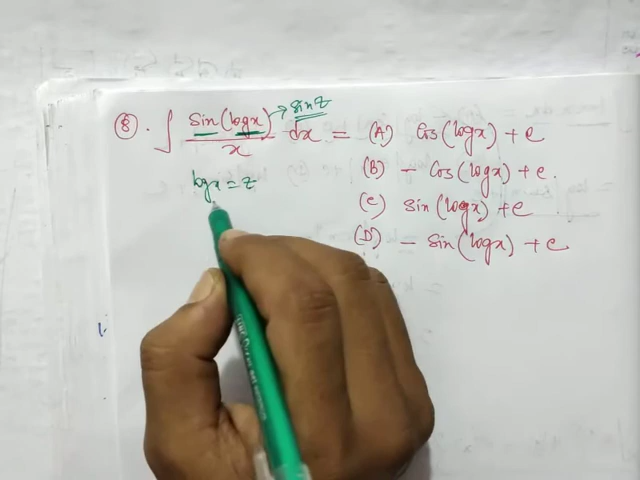 sin z
(8). ∫ Sin(logx)/x dx = (A) Cos(logx) + c
(B) - Cos(logx) + c.
logx = z
(C) Sin(logx) + c
(D) - Sin(logx) + c